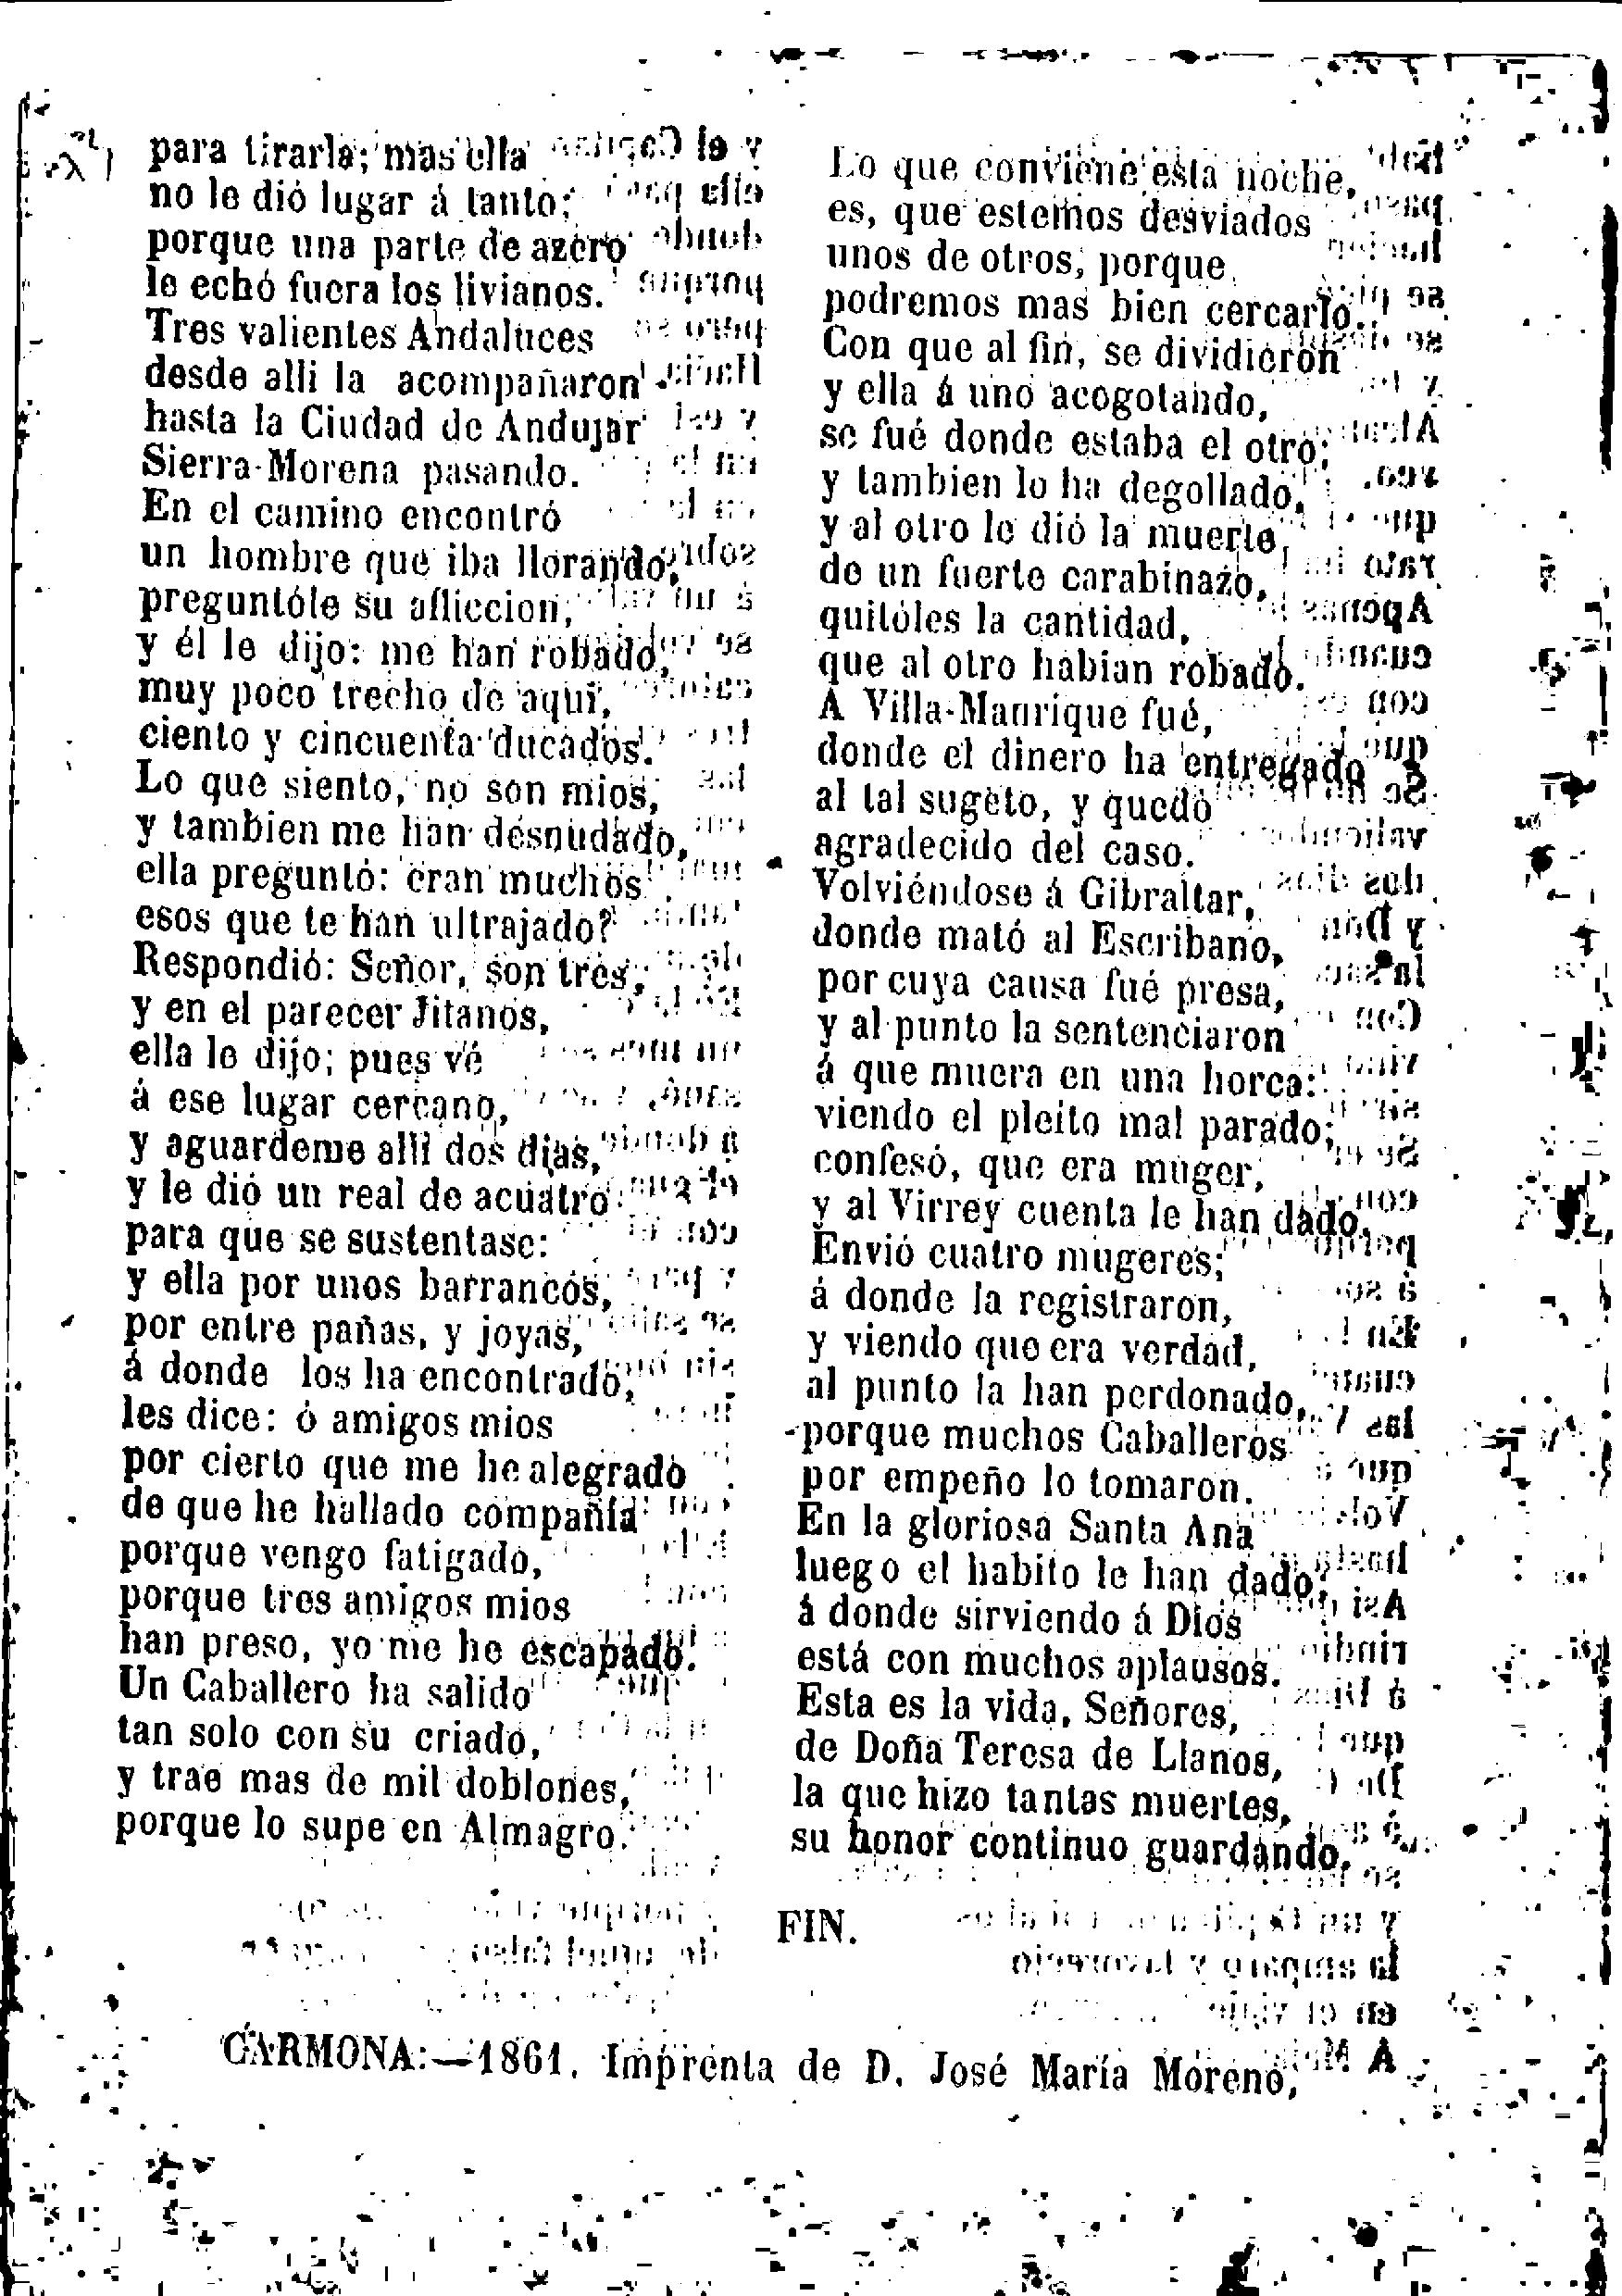 para tirarla; mas ella
no le dió lugar á tanto;
porque una parte de azero
le echó fuera los livianos.
Tres valientes Andaluces
desde alli la acompañaron
hasta la Ciudad de Andujar
Sierra-Morena pasando.
En el camino encontró
un hombre que iba llorando,
preguntóle su afliccion,
y él le dijo: me han robado,
muy poco trecho de aqui,
ciento y cincuenta ducados.
Lo que siento, no son mios,
y tambien me han desnudado,
ella preguntó: eran muchos
esos que te han ultrajado?
Respondió: Señor, son tres,
y en el parecer Jitanos,
ella le dijo; pues vé
á ese lugar cercano,
y aguardeme alli dos dias,
y le dió un real de acuatro
para que se sustentase:
y ella por unos barrancos,
por entre pañas, y joyas,
á donde los ha encontrado,
les dice: ó amigos mios
por cierto que me he alegrado
de que he hallado compañia
porque vengo fatigado,
porque tres amigos mios
han preso, yo me he escapado.
Un Caballero ha salido
tan solo con su criado,
y trae mas de mil doblones,
porque lo supe en Almagro.
Lo que conviene esta noche,
es, que estemos desviados
unos de otros, porque
podremos mas bien cercarlo.
Con que al fin, se dividieron
y ella á uno acogotando,
se fué donde estaba el otro;
y tambien lo ha degollado,
y al otro le dió la muerte,
de un fuerte carabinazo,
quitóles la cantidad,
que al otro habian robado.
A Villa-Manrique fué,
donde el dinero ha entregado
al tal sugeto, y quedó
agradecido del caso.
Volviéndose á Gibraltar,
donde mató al Escribano,
por cuya causa fué presa,
y al punto la sentenciaron
á que muera en una horca:
viendo el pleito mal parado;
confesó, que era muger,
y al Virrey cuenta le han dado,
Envió cuatro mugeres;
á donde la registraron,
y viendo que era verdad,
al punto la han perdonado,
porque muchos Caballeros
por empeño lo tomaron.
En la gloriosa Santa Ana
luego el habito le han dado,
á donde sirviendo á Dios
está con muchos aplausos.
Esta es la vida, Señores,
de Doña Teresa de Llanos,
la que hizo tantas muertes,
su honor continuo guardando.
FIN.
CARMONA:—1861. Imprenta de D. José María Moreno,